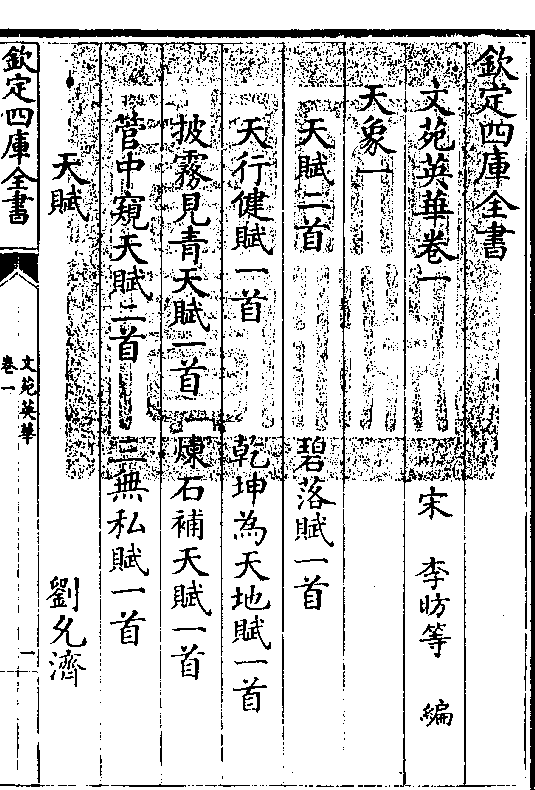 欽定四庫全書
文苑英華卷一
宋 李昉等 編
天象一
天賦二首 碧落賦一首
天行健賦一首 乾坤為天地賦一首
披霧見青天賦一首 煉石補天賦一首
管中窺天賦二首 三無私賦一首
天賦 劉允濟
欽定四庫全書
文苑英華
卷一
一